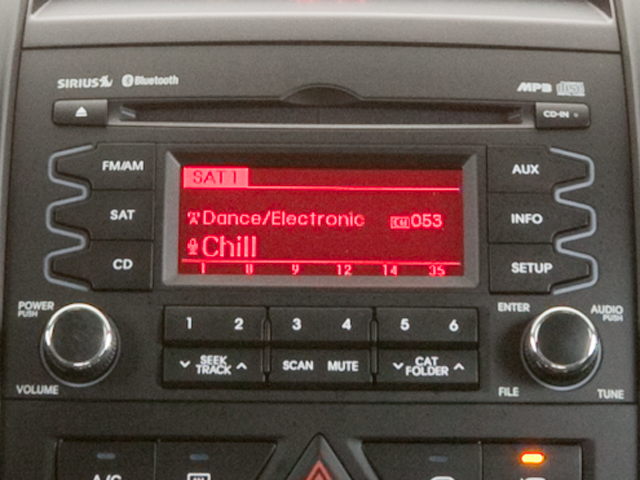 SIRIUS Bluetooth MP3
CD-IN
SAT 1
FM/AM AUX
Dance/Electronic CH 053
SAT INFO
Chill
CD SETUP
1 8 9 12 14 35
POWER ENTER AUDIO
PUSH PUSH
1 2 3 4 5 6
SEEK SCAN MUTE CAT
TRACK FOLDER
VOLUME FILE TUNE
A/C